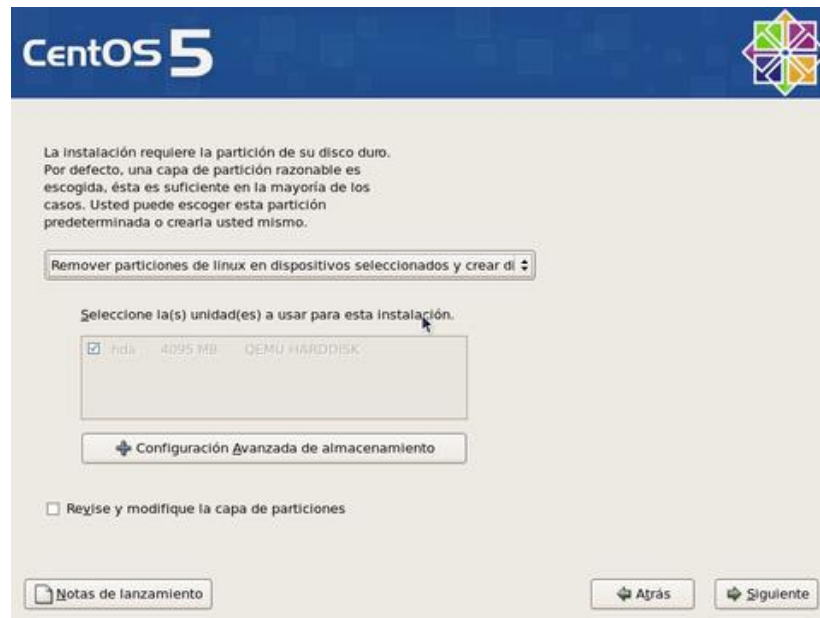 CentOS 5
La instalación requiere la partición de su disco duro.
Por defecto, una capa de partición razonable es
escogida, ésta es suficiente en la mayoría de los
casos. Usted puede escoger esta partición
predeterminada o crearla usted mismo.
Remover particiones de linux en dispositivos seleccionados y crear di
Seleccione la(s) unidad(es) a usar para esta instalación.
hda 4095 MB QEMU HARDDISK
Configuración Avanzada de almacenamiento
Revise y modifique la capa de particiones
Notas de lanzamiento
Atrás
Siguiente